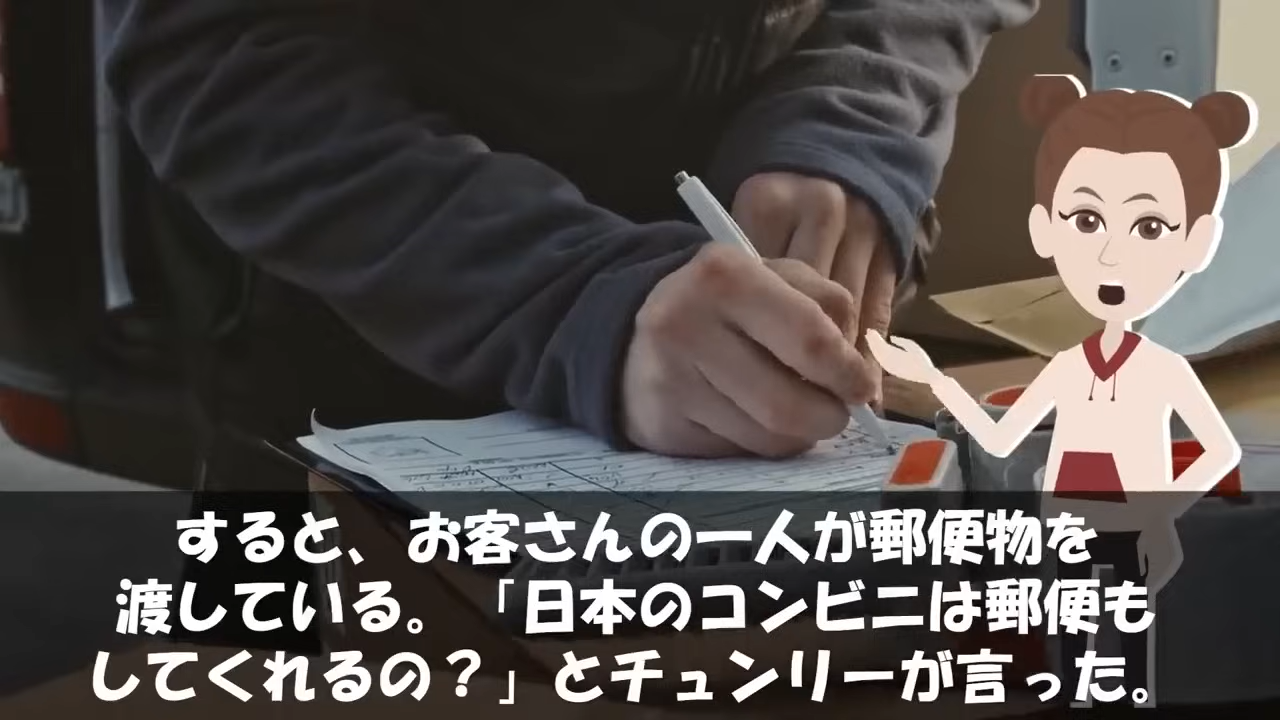 すると、お客さんの一人が郵便物を
渡している。「日本のコンビニは郵便も
してくれるの？」とチュンリーが言った。